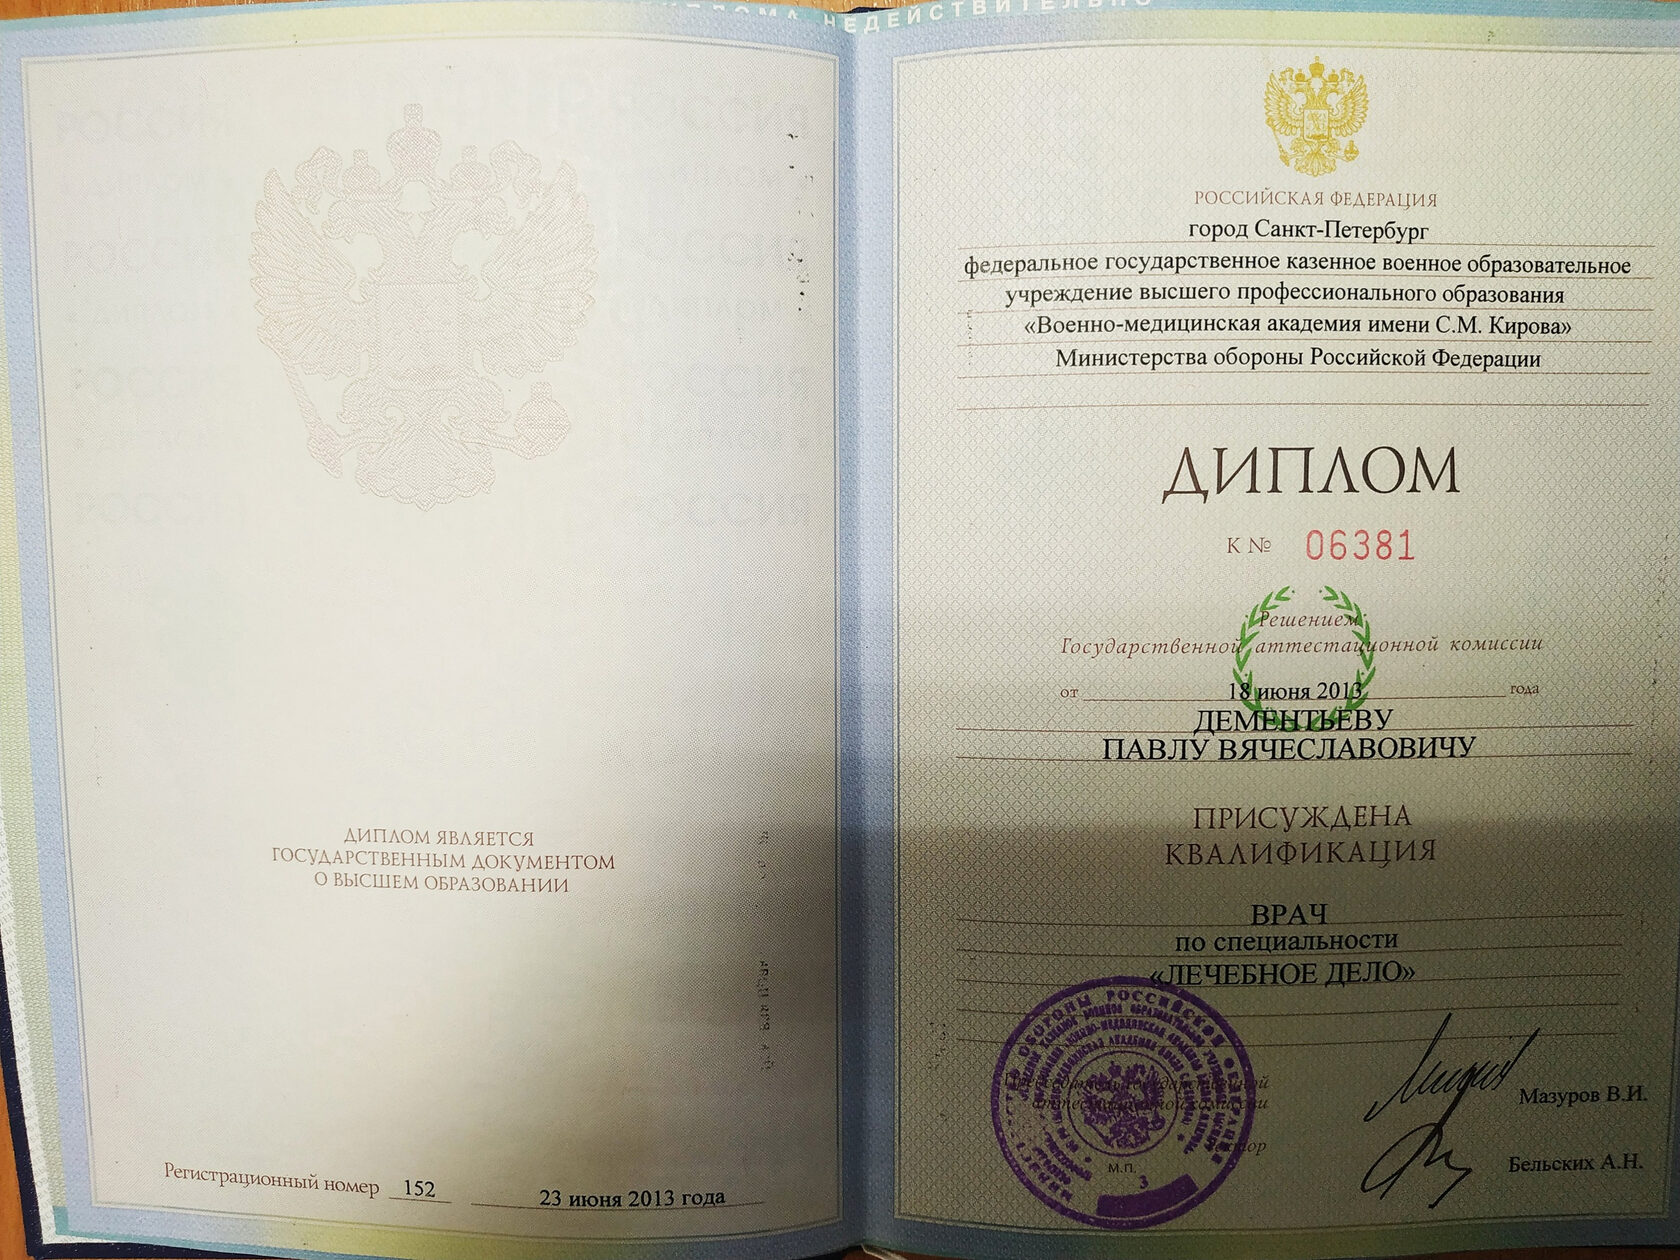 НЕДЕЙСТВИТЕЛЬНО
ДИПЛОМ ЯВЛЯЕТСЯ
ГОСУДАРСТВЕННЫМ ДОКУМЕНТОМ
О ВЫСШЕМ ОБРАЗОВАНИИ
Регистрационный номер 152
23 июня 2013 года
РОССИЙСКАЯ ФЕДЕРАЦИЯ
город Санкт-Петербург
федеральное государственное казенное военное образовательное
учреждение высшего профессионального образования
«Военно-медицинская академия имени С.М. Кирова»
Министерства обороны Российской Федерации
ДИПЛОМ
К № 06381
Решением
Государственной аттестационной комиссии
от 18 июня 2013 года
ДЕМЕНТЬЕВУ
ПАВЛУ ВЯЧЕСЛАВОВИЧУ
ПРИСУЖДЕНА
КВАЛИФИКАЦИЯ
ВРАЧ
по специальности
«ЛЕЧЕБНОЕ ДЕЛО»
Мазуров В.И.
Бельских А.Н.
М.П.
3